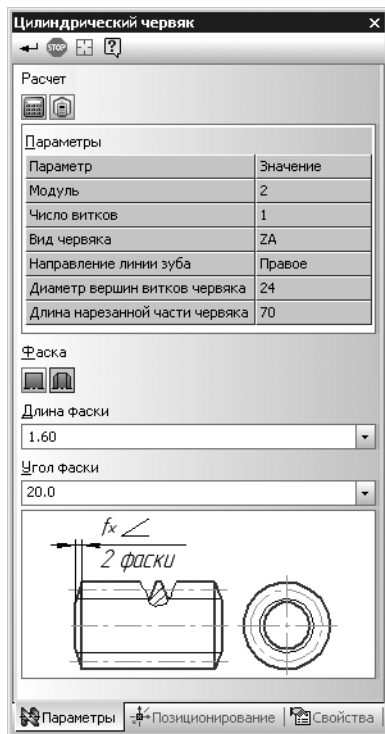 Цилиндрический червяк
STOP
Расчет
Параметры
Параметр Значение
Модуль 2
Число витков 1
Вид червяка ZA
Направление линии зуба Правое
Диаметр вершин витков червяка 24
Длина нарезанной части червяка 70
Фаска
Длина фаски
1.60
Угол фаски
20.0
fx ∠
2 фаски
Параметры Позиционирование Свойства